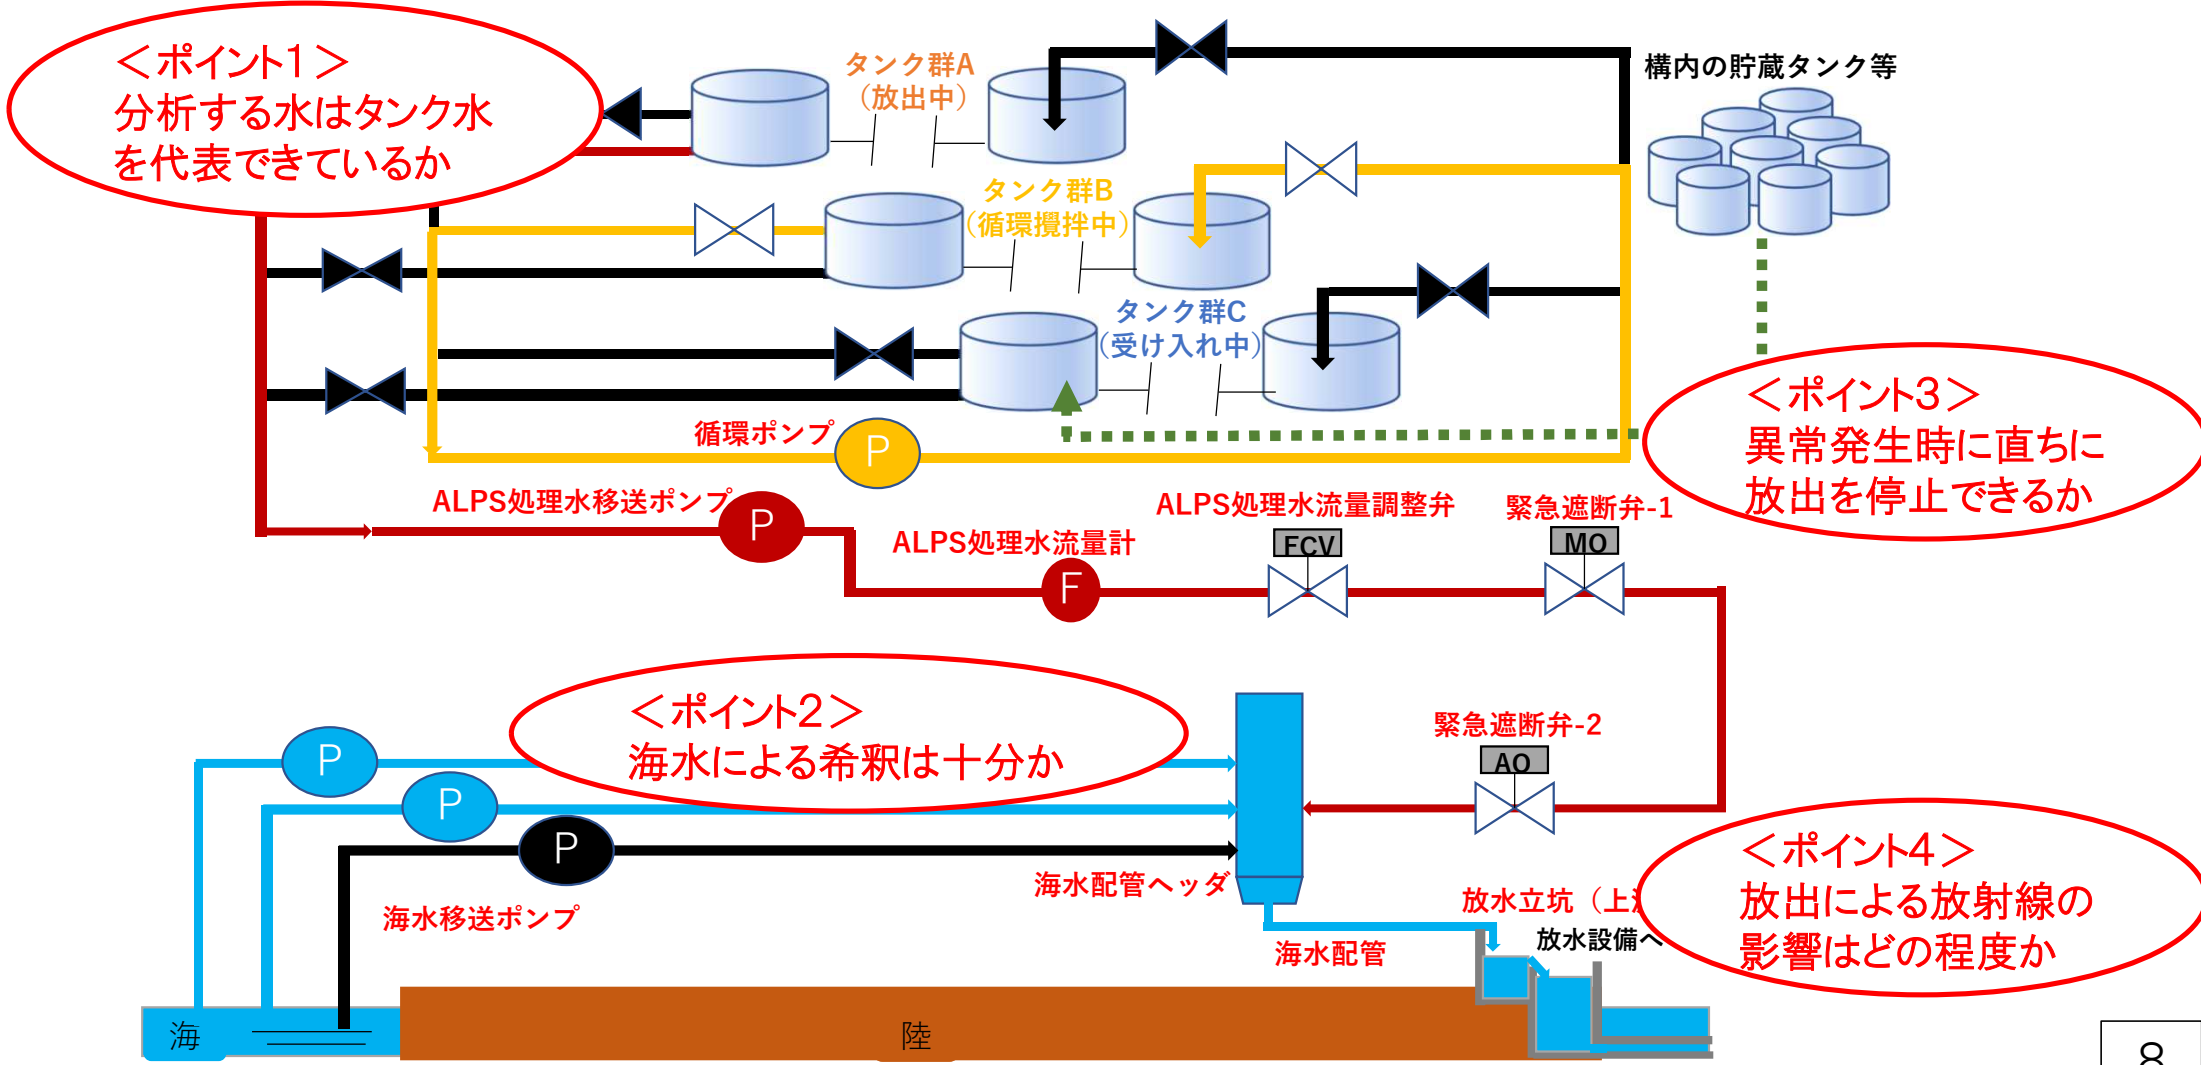 ＜ポイント1＞
分析する水はタンク水
を代表できているか
タンク群A
（放出中）
構内の貯蔵タンク等
タンク群B
（循環攪拌中）
タンク群C
（受け入れ中）
＜ポイント3＞
異常発生時に直ちに
放出を停止できるか
循環ポンプ
P
ALPS処理水移送ポンプ
P
ALPS処理水流量計
F
ALPS処理水流量調整弁
FCV
緊急遮断弁-1
MO
＜ポイント2＞
海水による希釈は十分か
P
P
P
緊急遮断弁-2
AO
海水移送ポンプ
海水配管ヘッダ
海水配管
放水立坑（上
放水設備へ
＜ポイント4＞
放出による放射線の
影響はどの程度か
海
陸
8